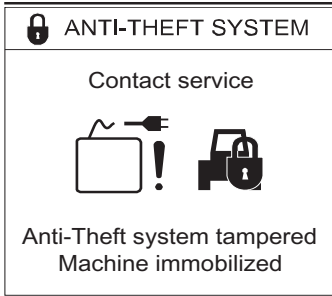 ANTI-THEFT SYSTEM
Contact service
Anti-Theft system tampered
Machine immobilized